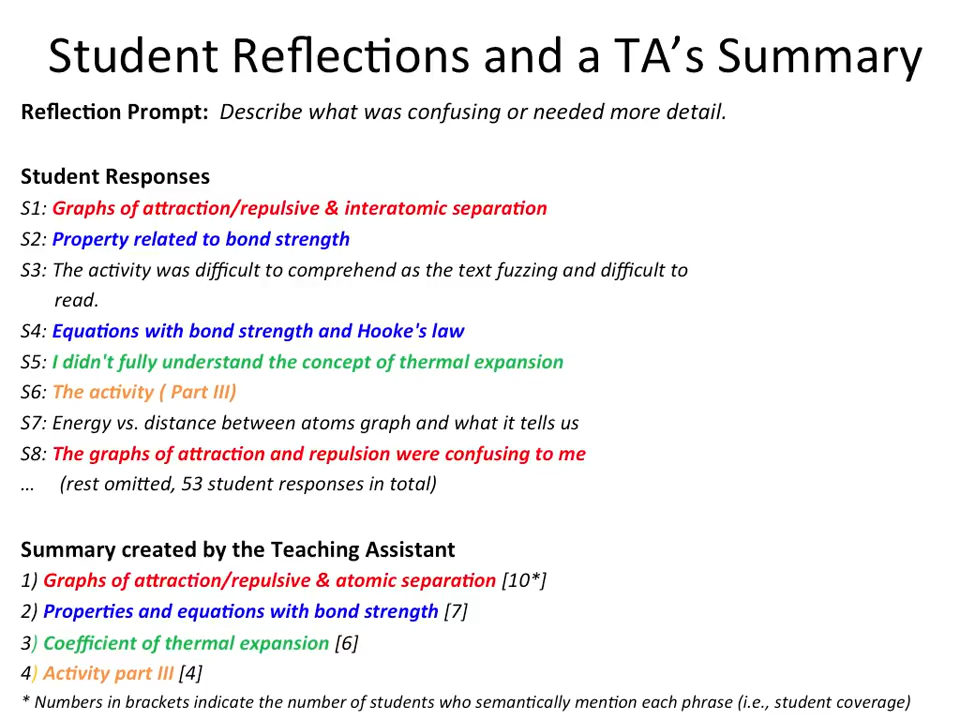 Student Reflections and a TA's Summary
Reflection Prompt: Describe what was confusing or needed more detail.
Student Responses
S1: Graphs of attraction/repulsive & interatomic separation
S2: Property related to bond strength
S3: The activity was difficult to comprehend as the text fuzzing and difficult to
read.
S4: Equations with bond strength and Hooke's law
S5: I didn't fully understand the concept of thermal expansion
S6: The activity ( Part III)
S7: Energy vs. distance between atoms graph and what it tells us
S8: The graphs of attraction and repulsion were confusing to me
... (rest omitted, 53 student responses in total)
Summary created by the Teaching Assistant
1) Graphs of attraction/repulsive & atomic separation [10*]
2) Properties and equations with bond strength [7]
3) Coefficient of thermal expansion [6]
4) Activity part III [4]
* Numbers in brackets indicate the number of students who semantically mention each phrase (i.e., student coverage)